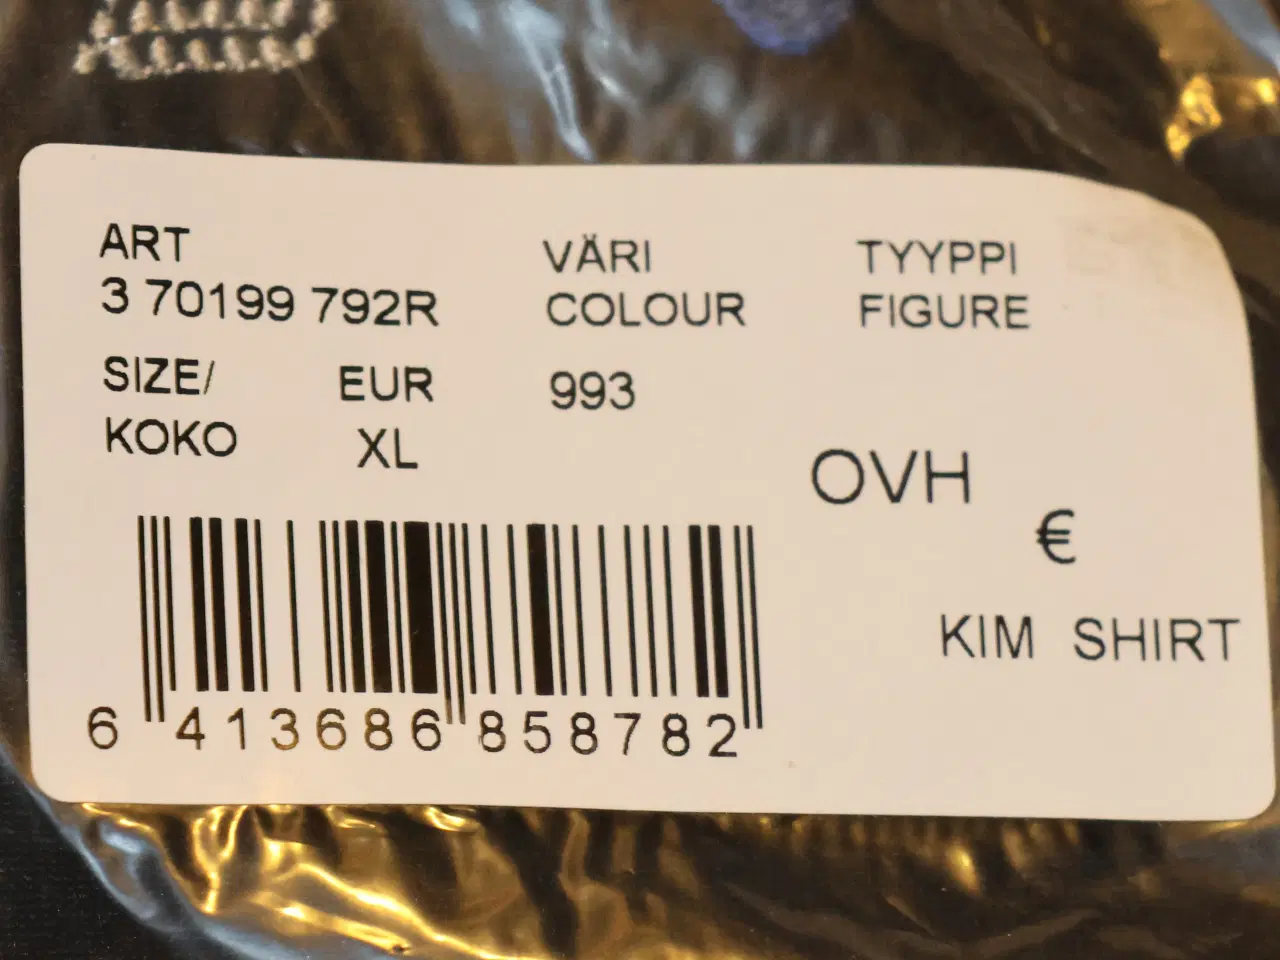 ART
3 70199 792R
VÄRI
COLOUR
TYYPPI
FIGURE
SIZE/
KOKO
EUR
XL
993
OVH
€
KIM SHIRT
6 413686 858782